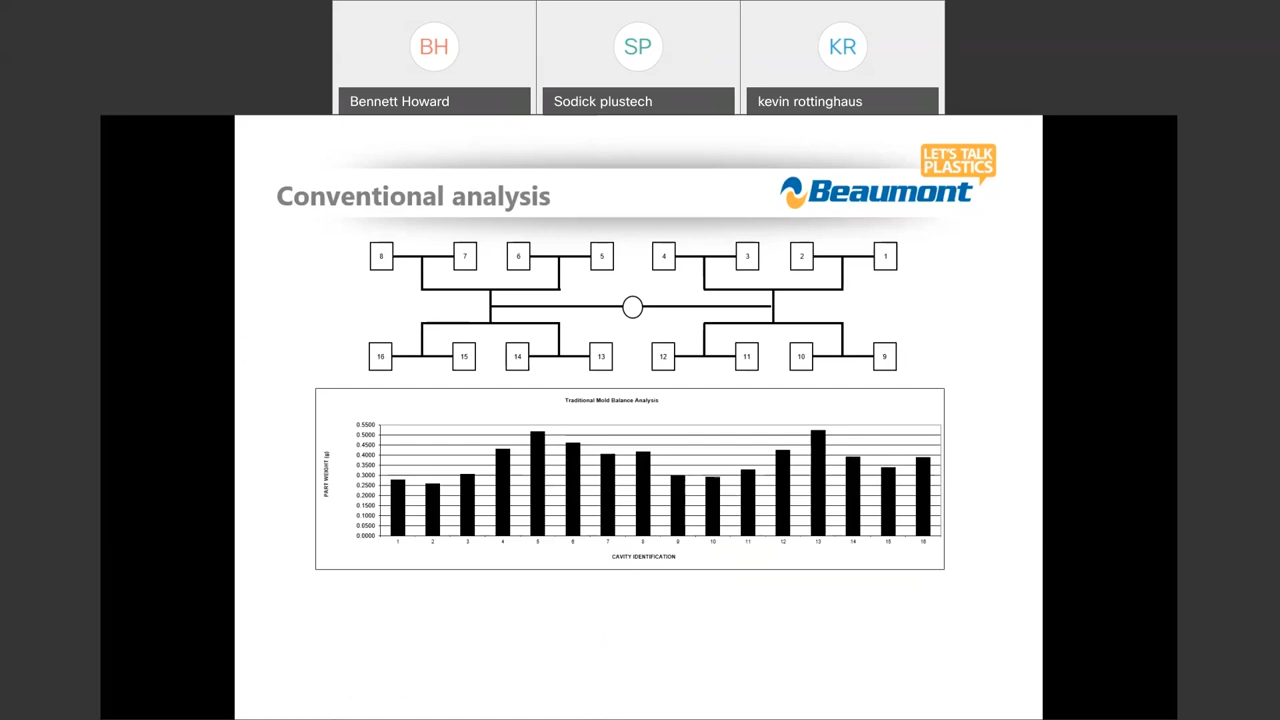 BH SP KR
Bennett Howard Sodick plustech kevin rottinghaus
LET'S TALK
PLASTICS
Conventional analysis
Beaumont
8 7 6 5 4 3 2 1
16 15 14 13 12 11 10 9
Traditional Mold Balance Analysis
PART WEIGHT (g)
0.5500
0.5000
0.4500
0.4000
0.3500
0.3000
0.2500
0.2000
0.1500
0.1000
0.0500
0.0000
1 2 3 4 5 6 7 8 9 10 11 12 13 14 15 16
CAVITY IDENTIFICATION